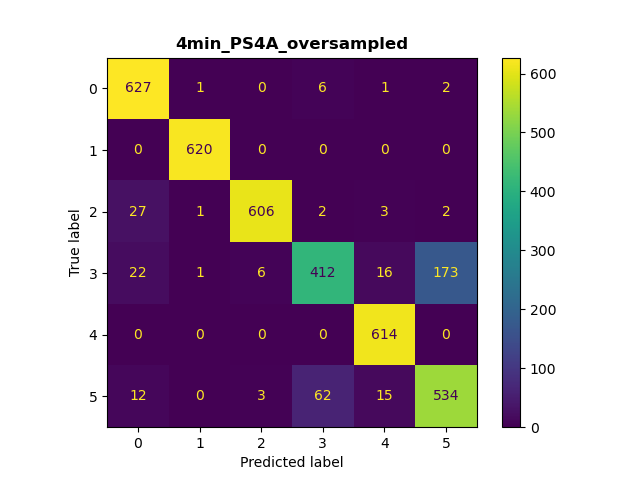 4min_PS4A_oversampled
True label
0 627 1 0 6 1 2
1 0 620 0 0 0 0
2 27 1 606 2 3 2
3 22 1 6 412 16 173
4 0 0 0 0 614 0
5 12 0 3 62 15 534
0 1 2 3 4 5
Predicted label
600
500
400
300
200
100
0